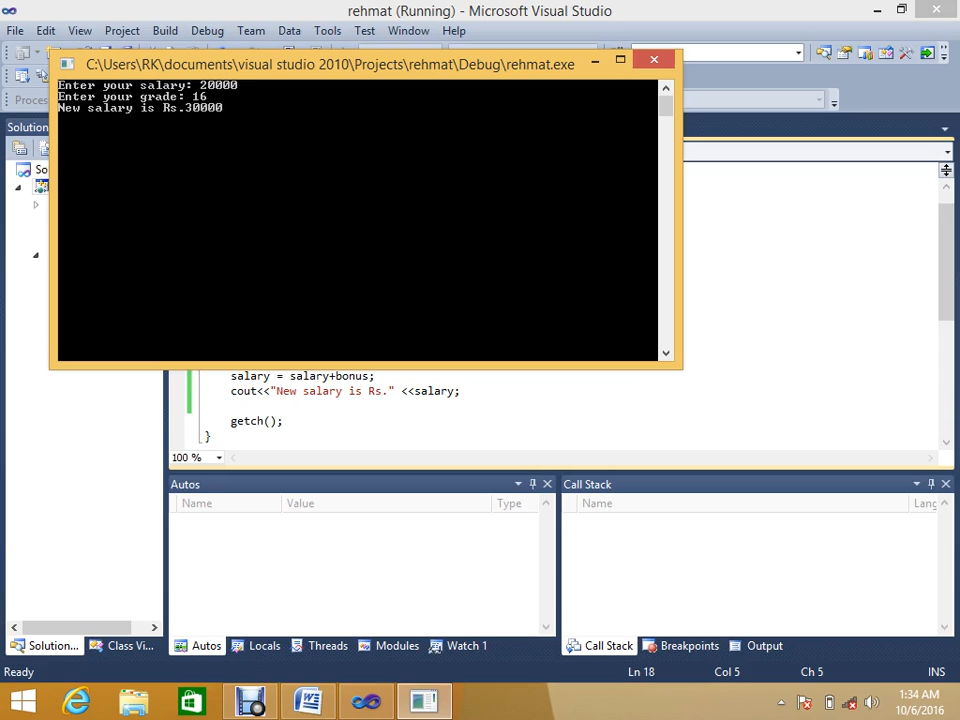 rehmat (Running) - Microsoft Visual Studio
File Edit View Project Build Debug Team Data Tools Test Window Help
C:\Users\RK\documents\visual studio 2010\Projects\rehmat\Debug\rehmat.exe
Enter your salary: 20000
Enter your grade: 16
New salary is Rs.30000
Proces
Solution
So
salary = salary+bonus;
cout<<"New salary is Rs." <<salary;
getch();
}
100 %
Autos
Name Value Type
Call Stack
Name Lang
Solution... Class Vi...
Autos Locals Threads Modules Watch 1
Call Stack Breakpoints Output
Ready Ln 18 Col 5 Ch 5 INS
1:34 AM
10/6/2016